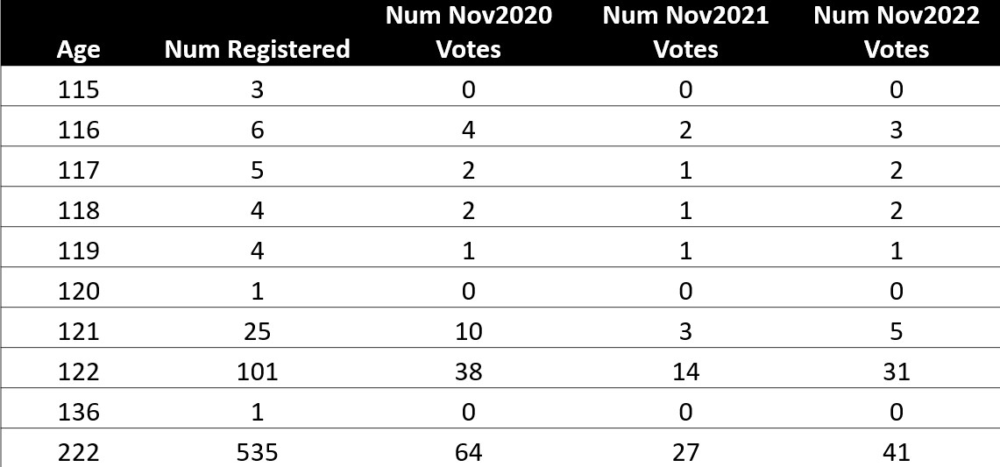 Age Num Registered Num Nov2020 Votes Num Nov2021 Votes Num Nov2022 Votes
115 3 0 0 0
116 6 4 2 3
117 5 2 1 2
118 4 2 1 2
119 4 1 1 1
120 1 0 0 0
121 25 10 3 5
122 101 38 14 31
136 1 0 0 0
222 535 64 27 41